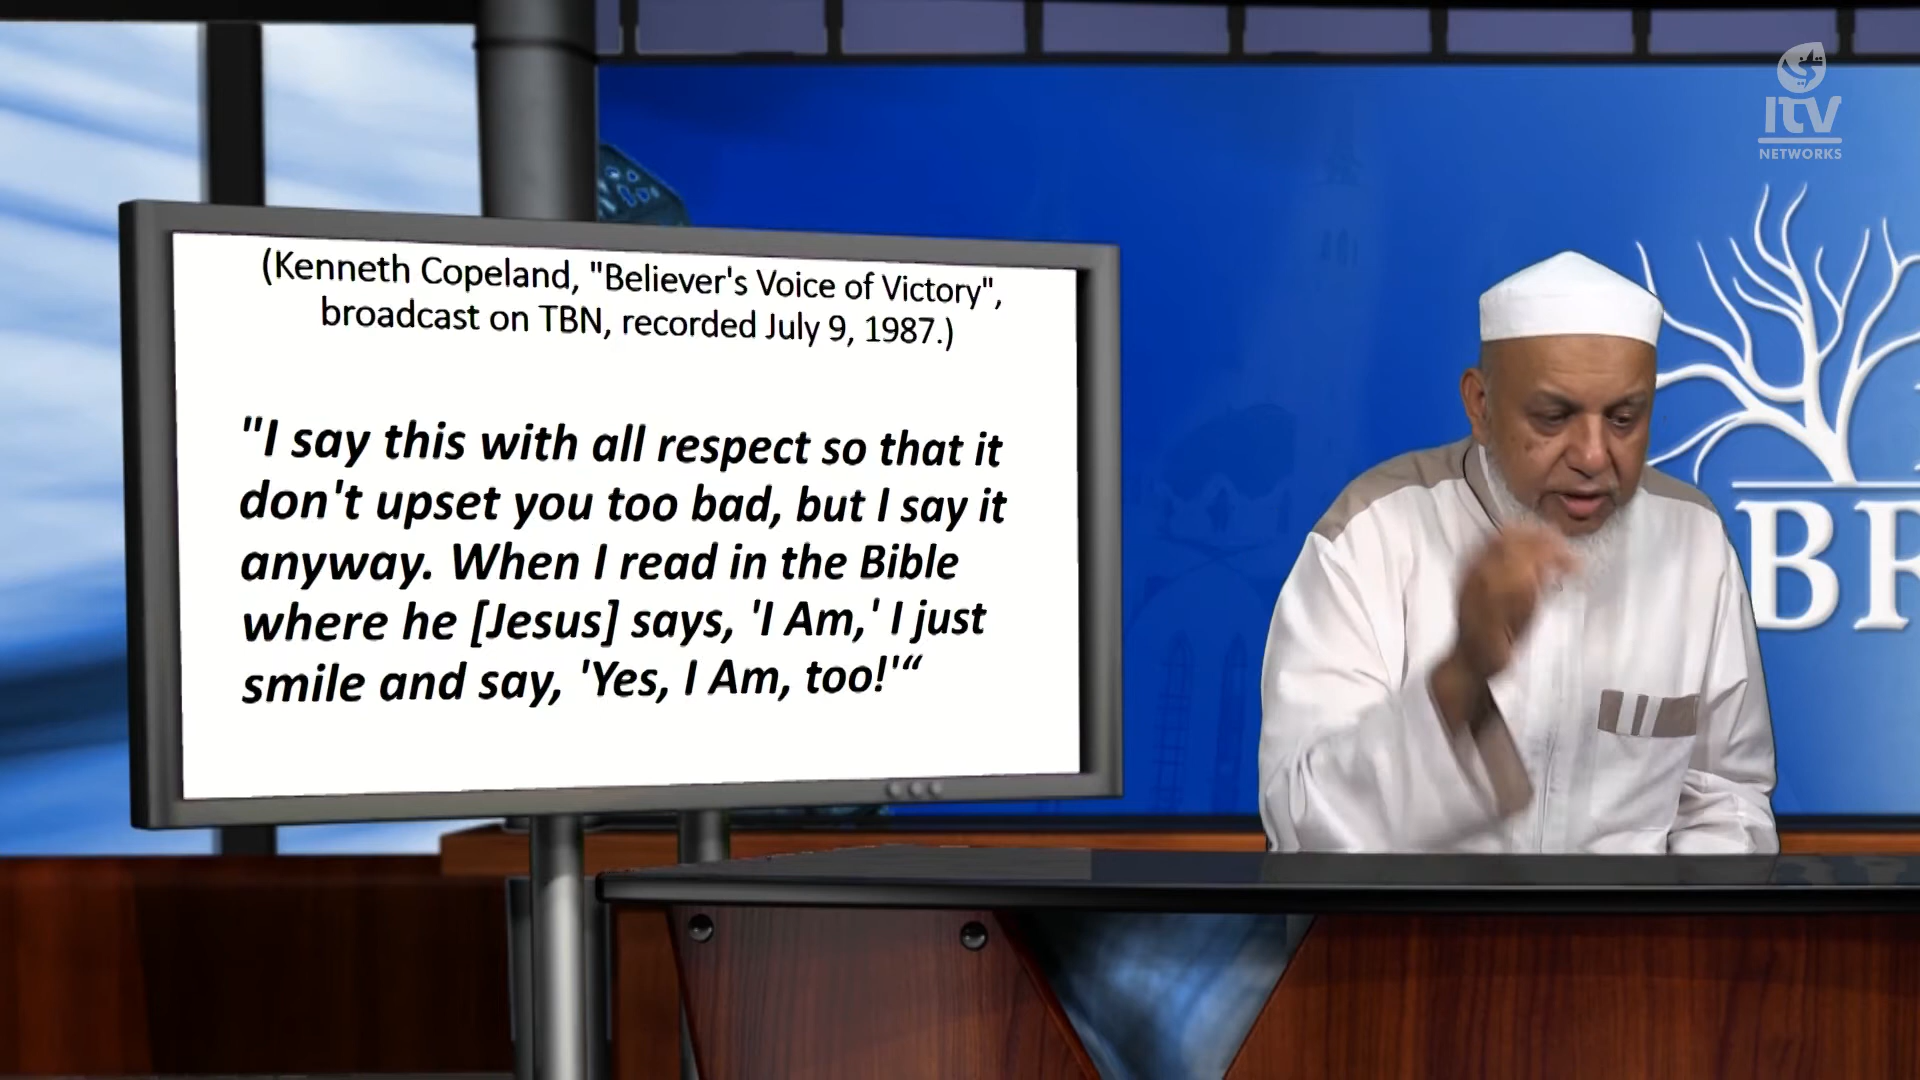 (Kenneth Copeland, "Believer's Voice of Victory",
broadcast on TBN, recorded July 9, 1987.)
"I say this with all respect so that it
don't upset you too bad, but I say it
anyway. When I read in the Bible
where he [Jesus] says, 'I Am,' I just
smile and say, 'Yes, I Am, too!'“
ITV
NETWORKS
BR